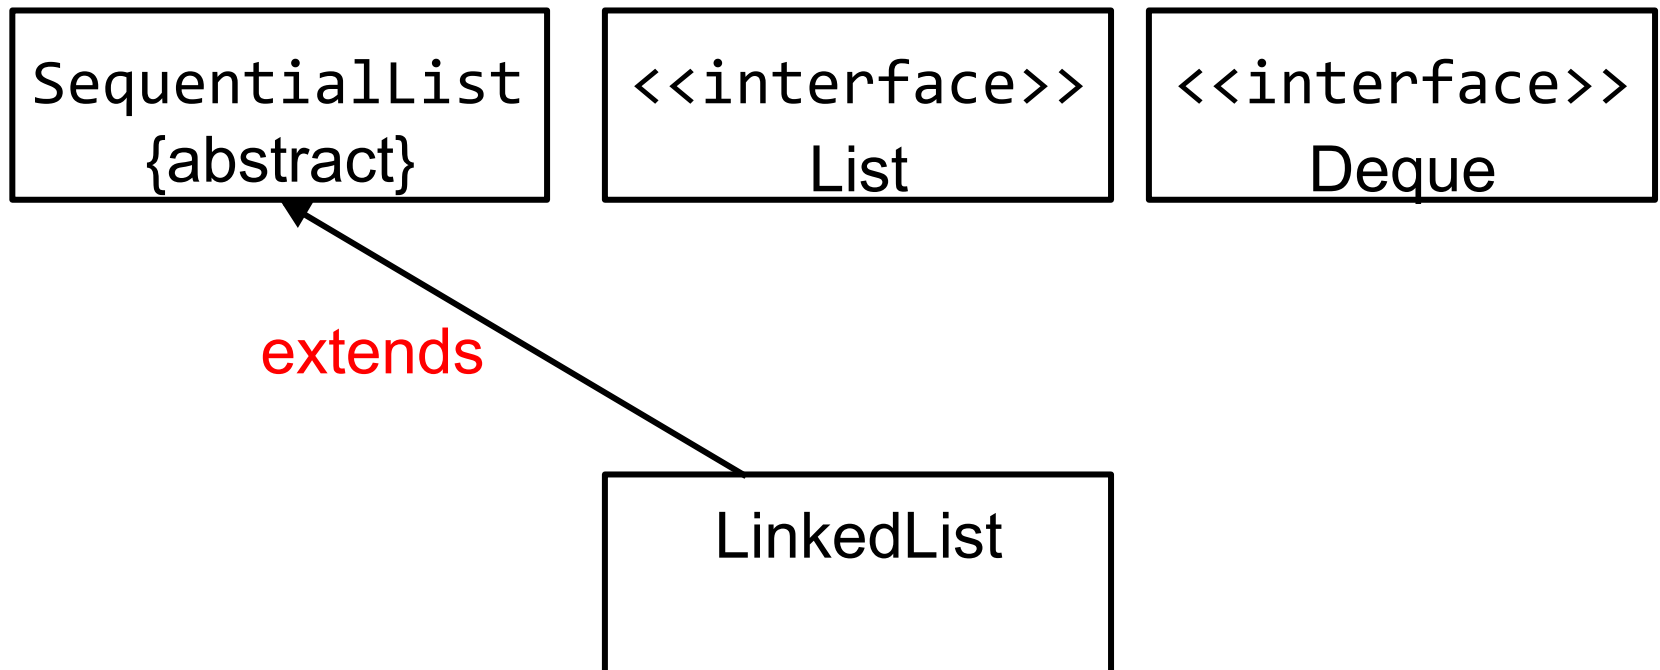 SequentialList
{abstract}
<<interface>>
List
<<interface>>
Deque
extends
LinkedList